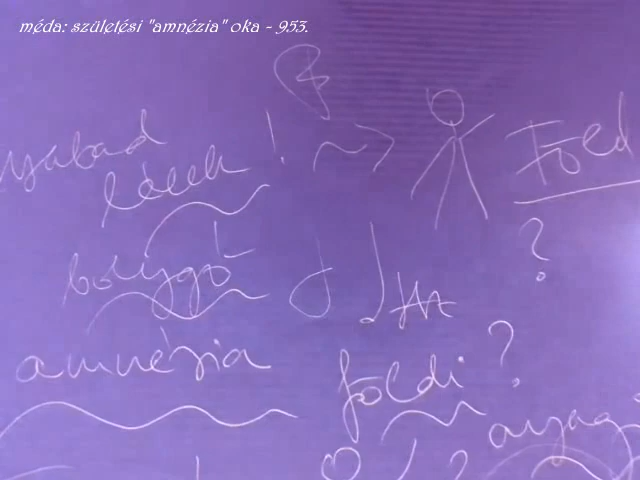 méda: születési "amnézia" oka - 953.
szabad
lélek ! Föld
bolygó ?
amnézia földi ?
anyag